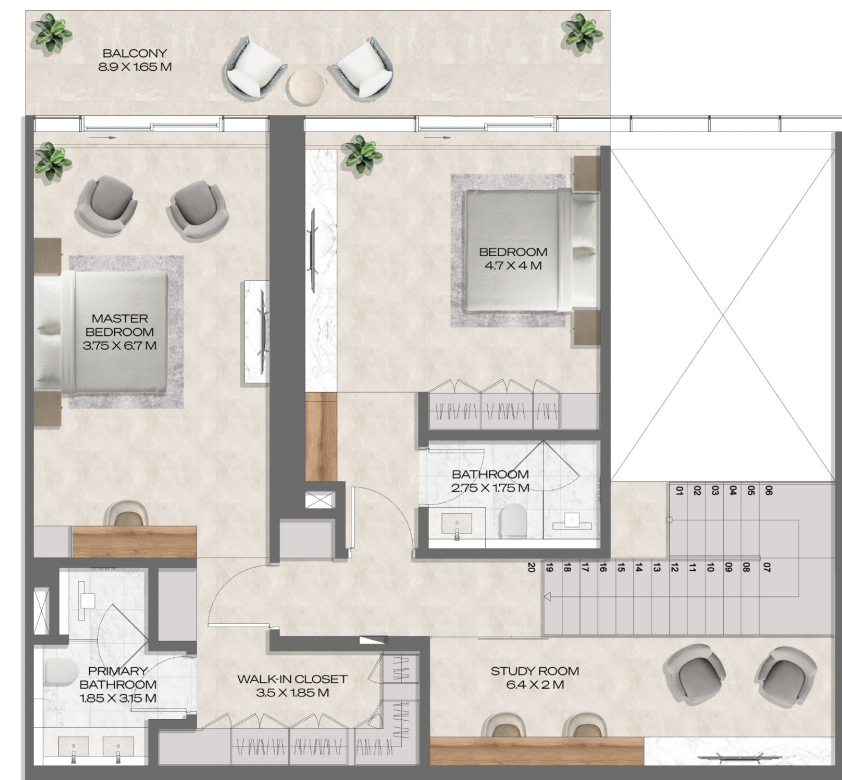 BALCONY
8.9 X 1.65 M
BEDROOM
4.7 X 4 M
MASTER
BEDROOM
3.75 X 6.7 M
BATHROOM
2.75 X 1.75 M
01 02 03 04 05 06
20 19 18 17 16 15 14 13 12 11 10 09 08 07
PRIMARY
BATHROOM
1.85 X 3.15 M
WALK-IN CLOSET
3.5 X 1.85 M
STUDY ROOM
6.4 X 2 M